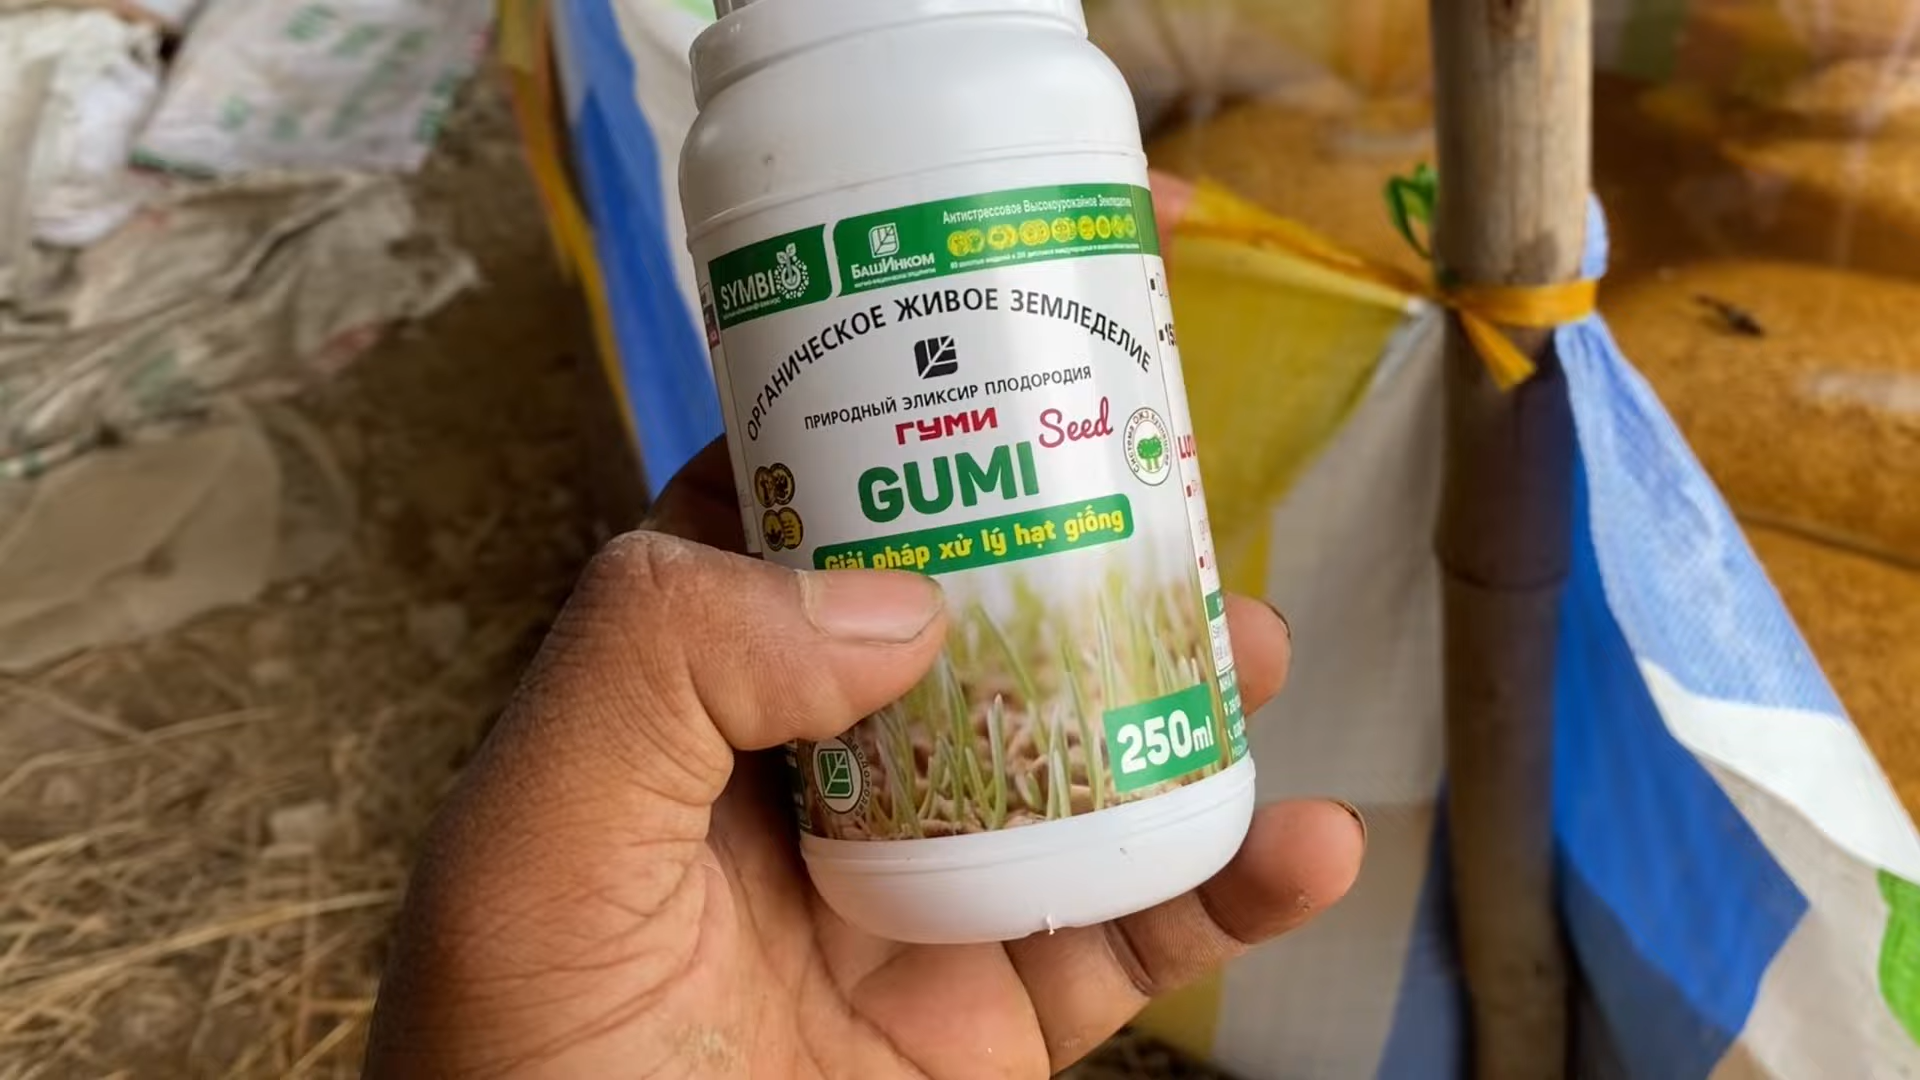 SYMBI
БашИнком
Антистрессовое Высокоурожайное Земледелие
ОРГАНИЧЕСКОЕ ЖИВОЕ ЗЕМЛЕДЕЛИЕ
ПРИРОДНЫЙ ЭЛИКСИР ПЛОДОРОДИЯ
ГУМИ
GUMI Seed
Giải pháp xử lý hạt giống
250ml